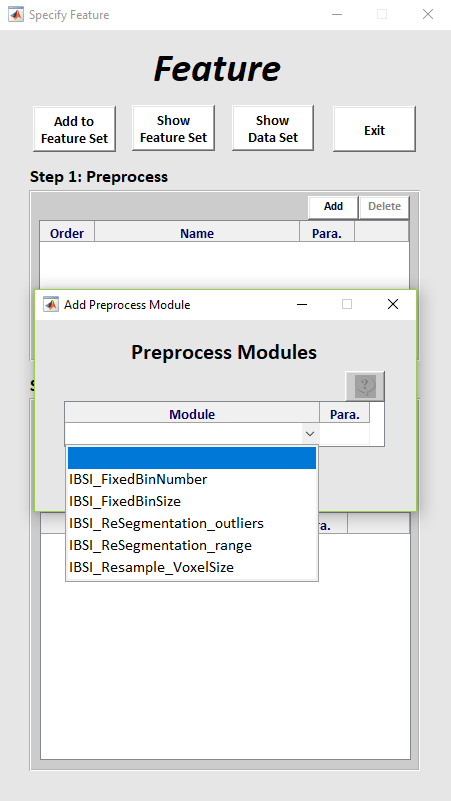 Specify Feature
Feature
Add to
Feature Set
Show
Feature Set
Show
Data Set
Exit
Step 1: Preprocess
Add Delete
Order Name Para.
Add Preprocess Module
Preprocess Modules
?
Module Para.
IBSI_FixedBinNumber
IBSI_FixedBinSize
IBSI_ReSegmentation_outliers
IBSI_ReSegmentation_range
IBSI_Resample_VoxelSize